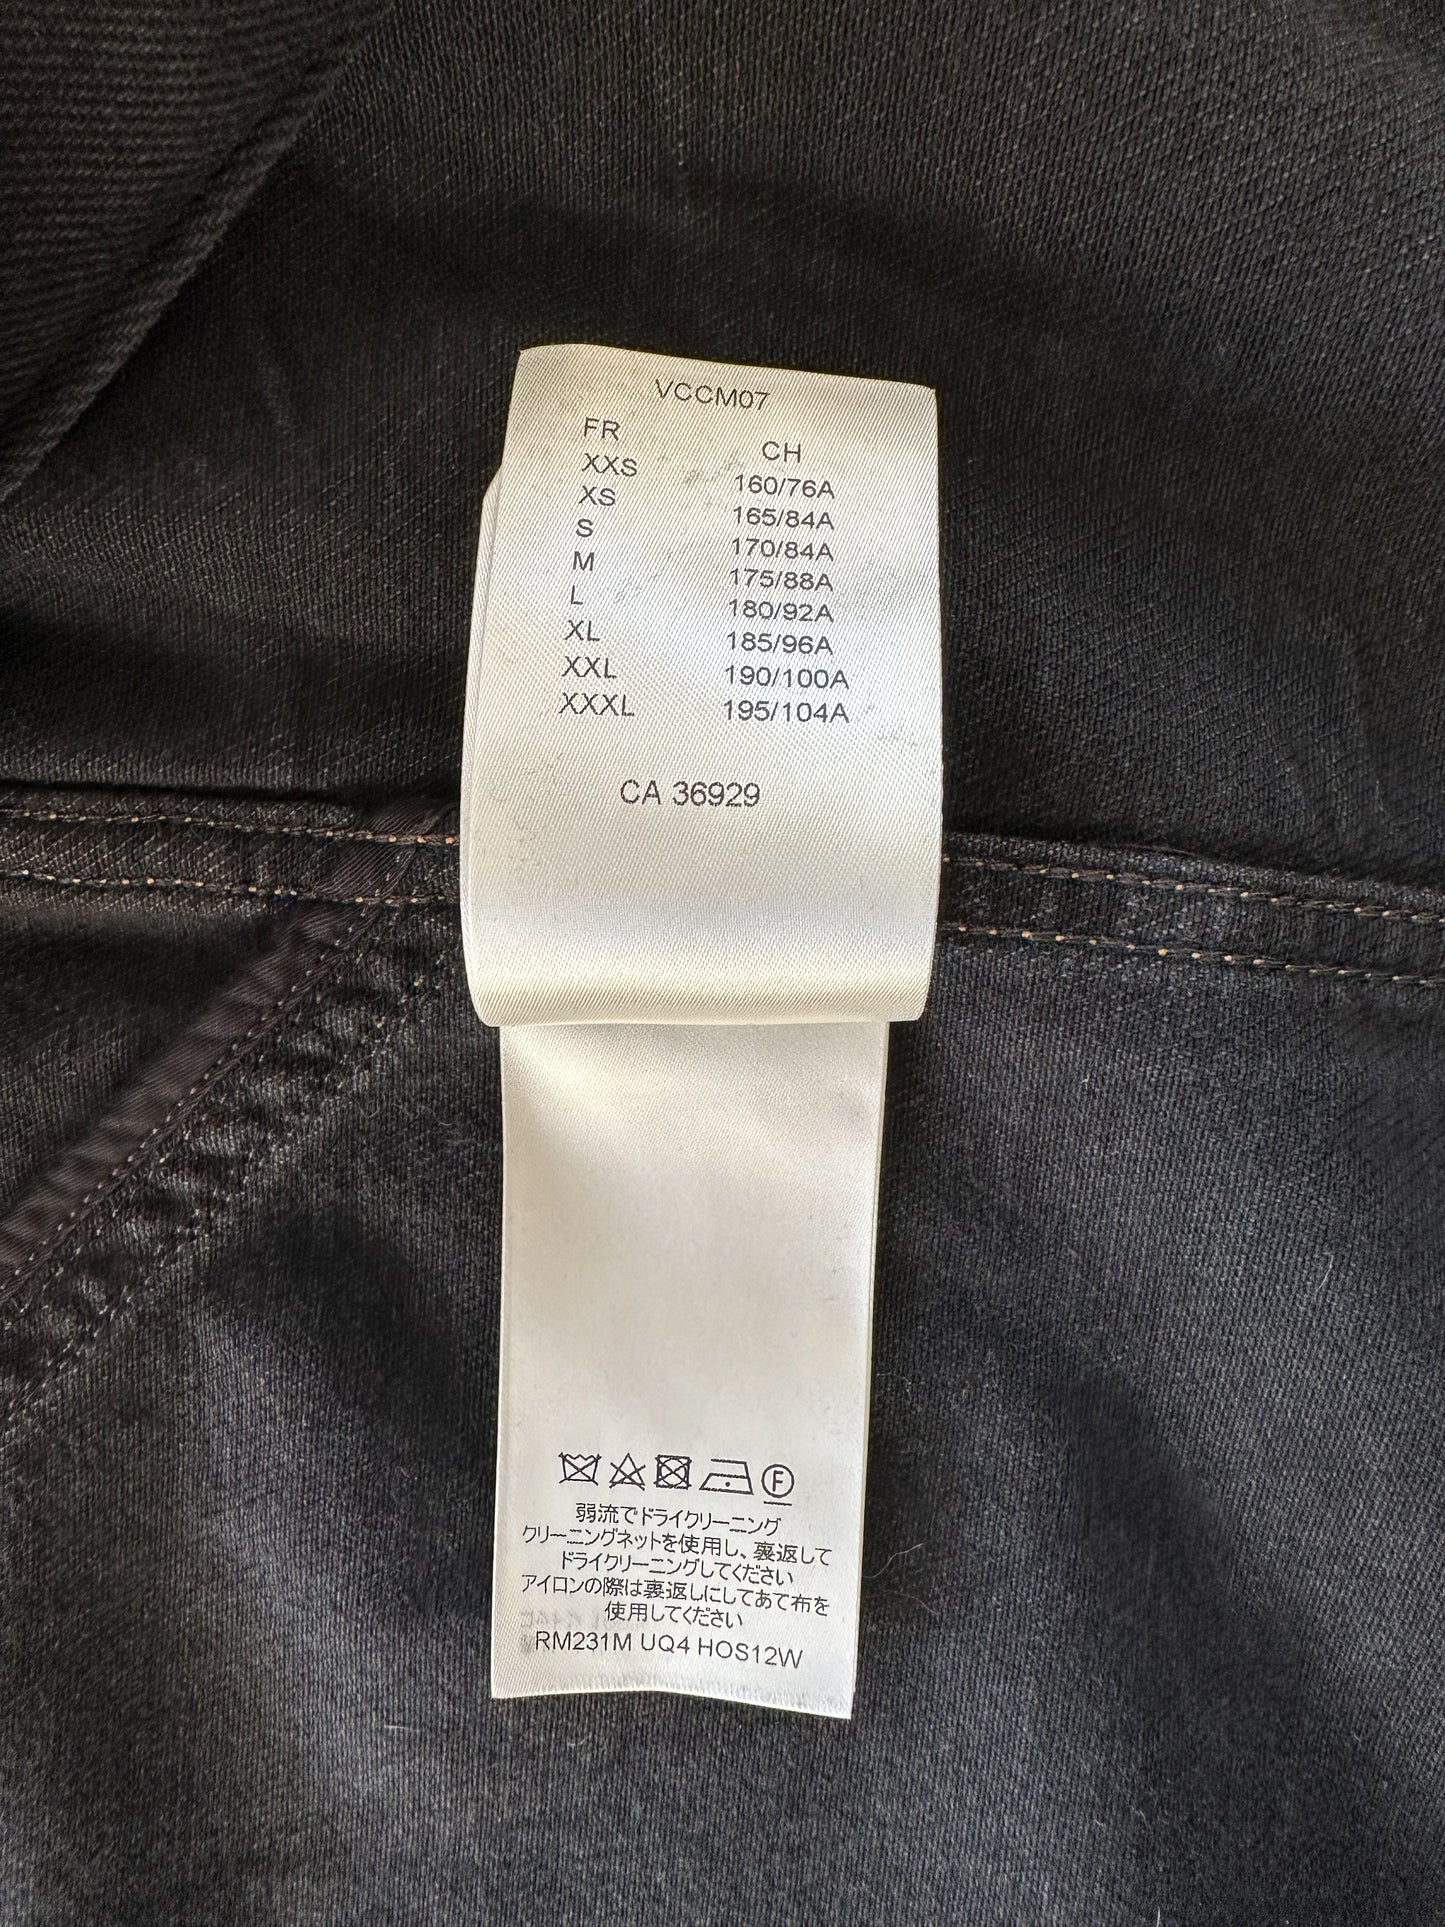 VCCM07
FR CH
XXS 160/76A
XS 165/84A
S 170/84A
M 175/88A
L 180/92A
XL 185/96A
XXL 190/100A
XXXL 195/104A
CA 36929
F
弱流でドライクリーニング
クリーニングネットを使用し、裏返して
ドライクリーニングしてください
アイロンの際は裏返しにしてあて布を
使用してください
RM231M UQ4 HOS12W